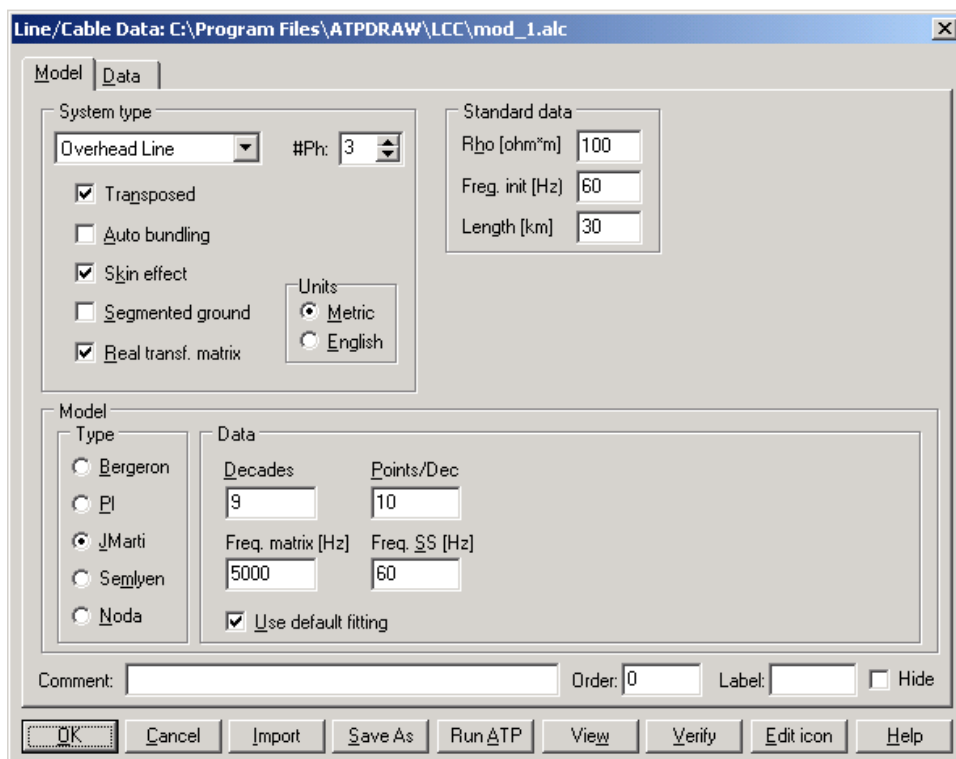 Line/Cable Data: C:\Program Files\ATPDRAW\LCC\mod_1.alc
Model Data
System type
Overhead Line #Ph: 3
Transposed
Auto bundling
Skin effect
Segmented ground
Real transf. matrix
Units
Metric
English
Standard data
Rho [ohm*m] 100
Freq. init [Hz) 60
Length [km] 30
Model
Type
Bergeron
PI
JMarti
Semlyen
Noda
Data
Decades Points/Dec
9 10
Freq. matrix [Hz] Freq. SS [Hz]
5000 60
Use default fitting
Comment: Order: 0 Label: Hide
OK Cancel Import Save As Run ATP View Verify Edit icon Help